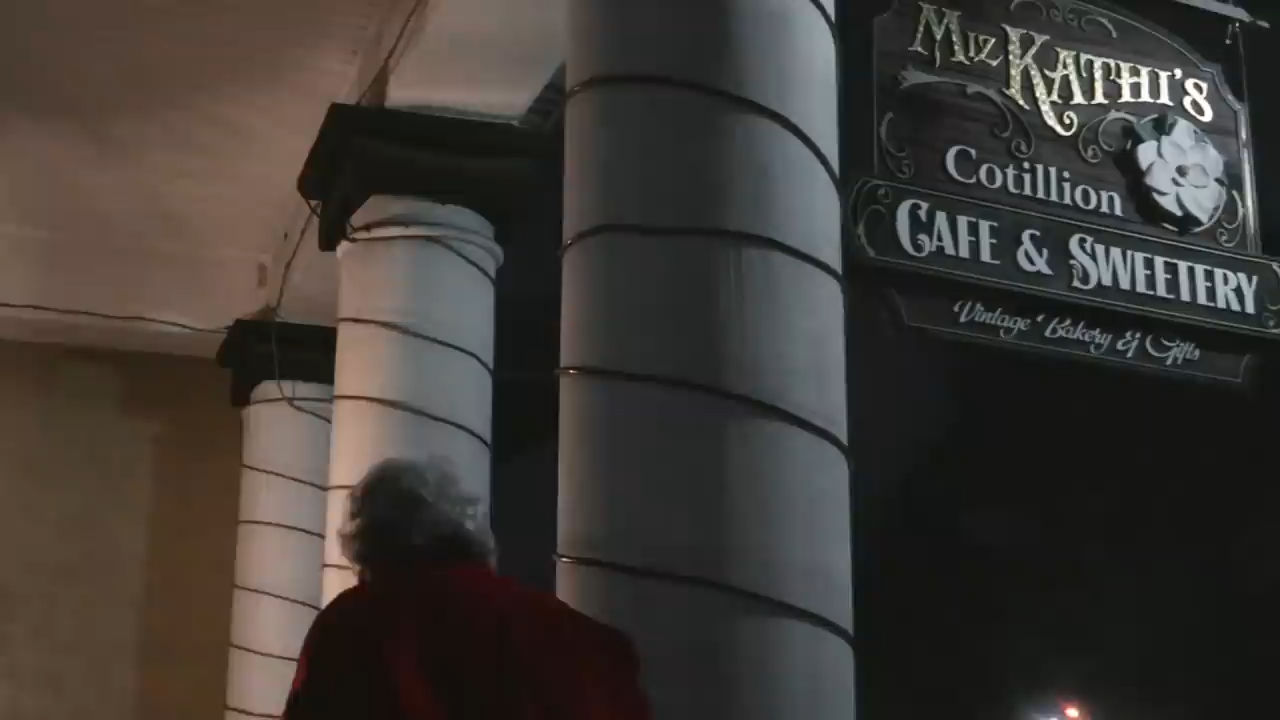 Miz
KATHI'S
Cotillion
CAFE & SWEETERY
Vintage Bakery & Gifts